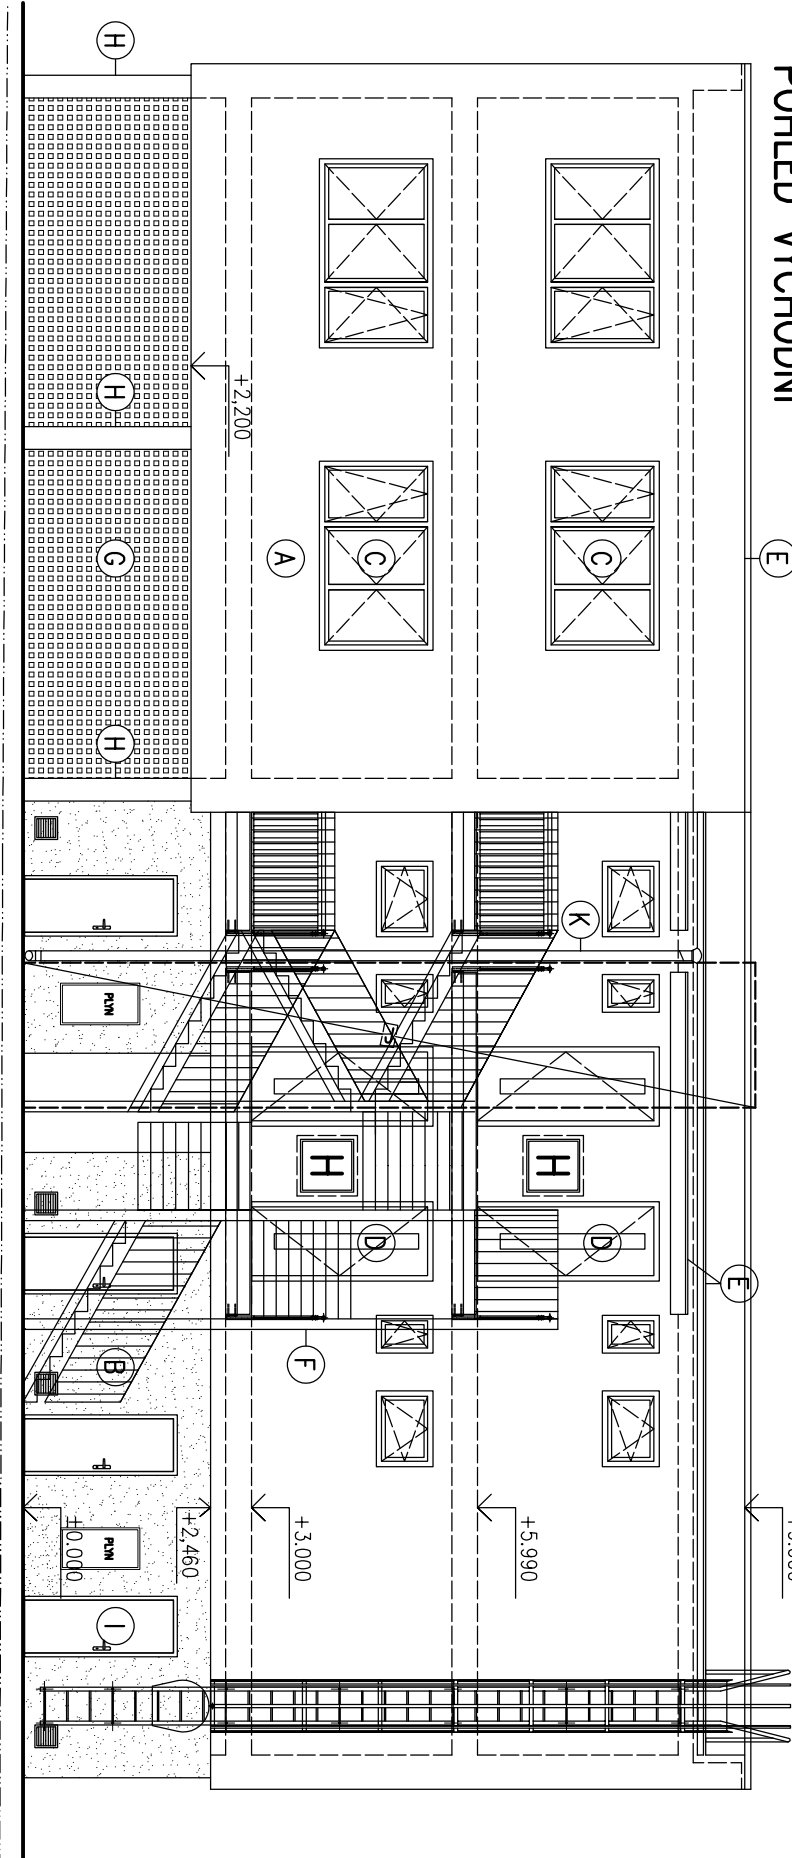 POHLED VÝCHODNÍ
E
E
C
K
D
H
+5.990
C
J
D
H
F
+3.000
A
+2,200
+2,460
H
H
G
H
PLYN
B
PLYN
I
+0.000